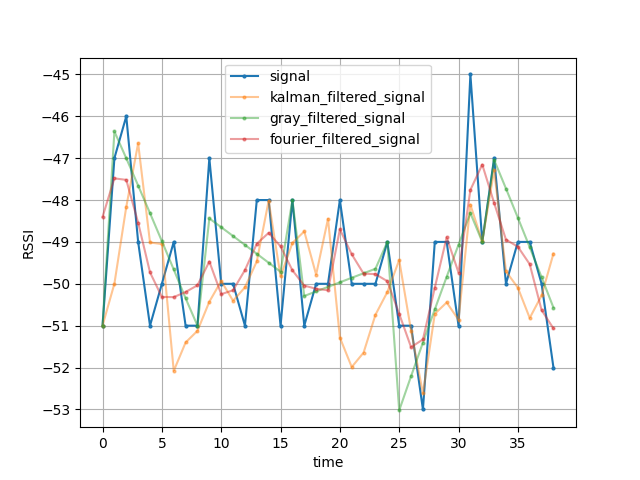 signal
kalman_filtered_signal
gray_filtered_signal
fourier_filtered_signal
−45
−46
−47
−48
−49
−50
−51
−52
−53
RSSI
0 5 10 15 20 25 30 35
time